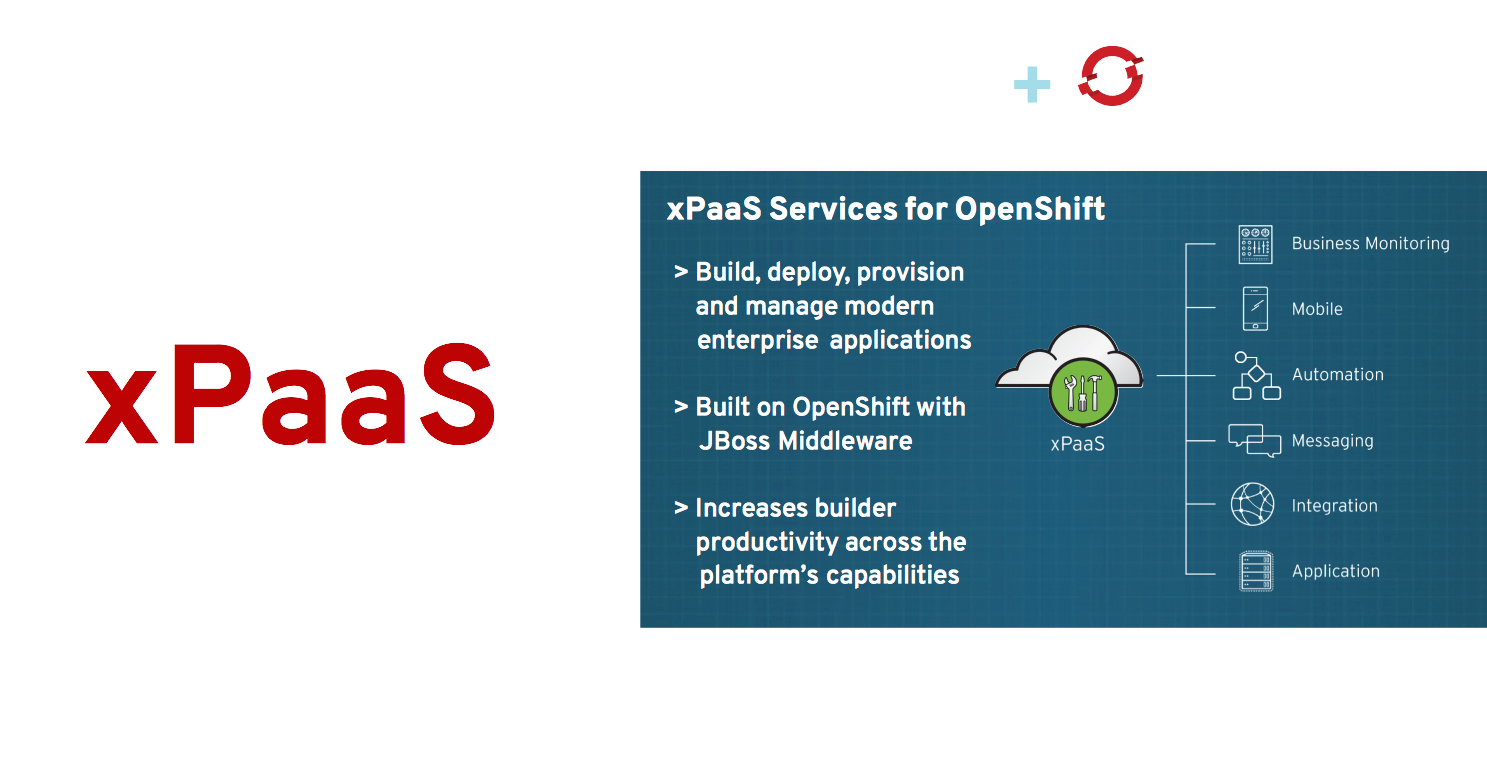 xPaaS
xPaaS Services for OpenShift
> Build, deploy, provision
and manage modern
enterprise applications
> Built on OpenShift with
JBoss Middleware
> Increases builder
productivity across the
platform's capabilities
xPaaS
Business Monitoring
Mobile
Automation
Messaging
Integration
Application